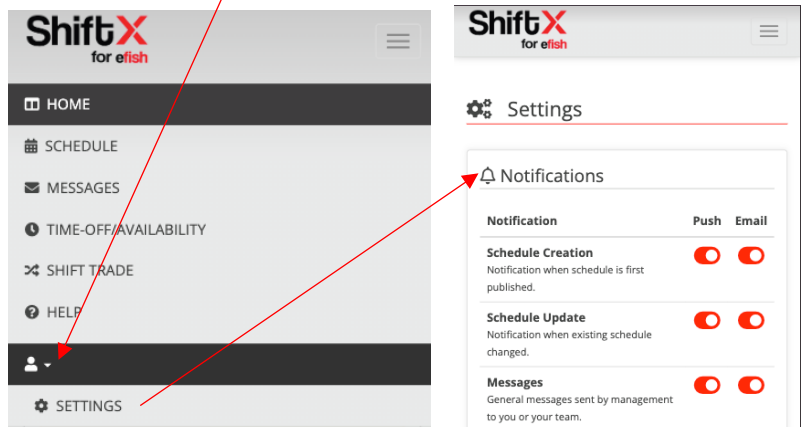 ShiftX
for efish
HOME
SCHEDULE
MESSAGES
TIME-OFF/AVAILABILITY
SHIFT TRADE
HELP
SETTINGS
ShiftX
for efish
Settings
Notifications
Notification Push Email
Schedule Creation
Notification when schedule is first
published.
Schedule Update
Notification when existing schedule
changed.
Messages
General messages sent by management
to you or your team.